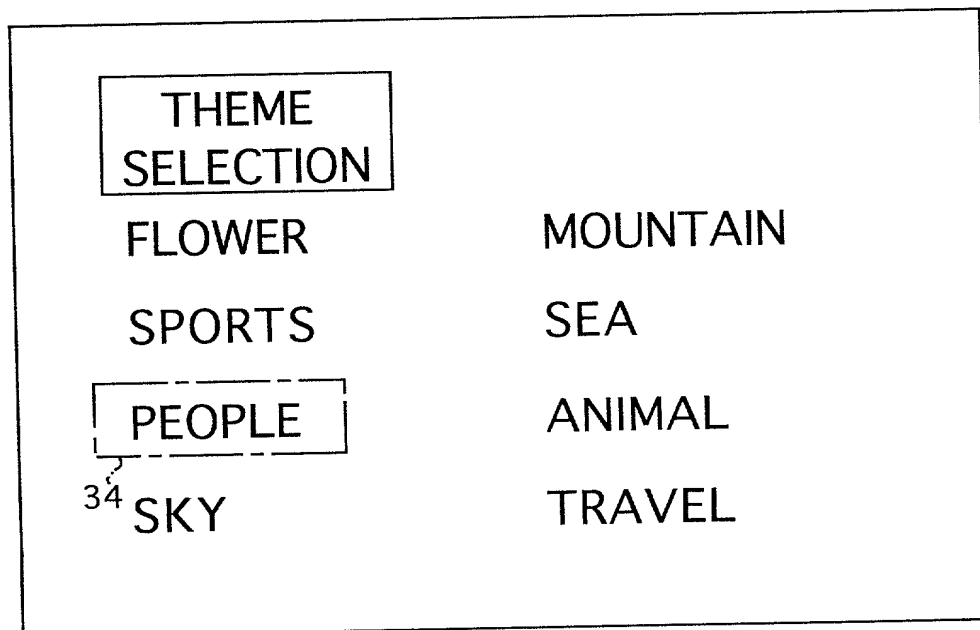 THEME
SELECTION
FLOWER MOUNTAIN
SPORTS SEA
PEOPLE ANIMAL
34
SKY TRAVEL